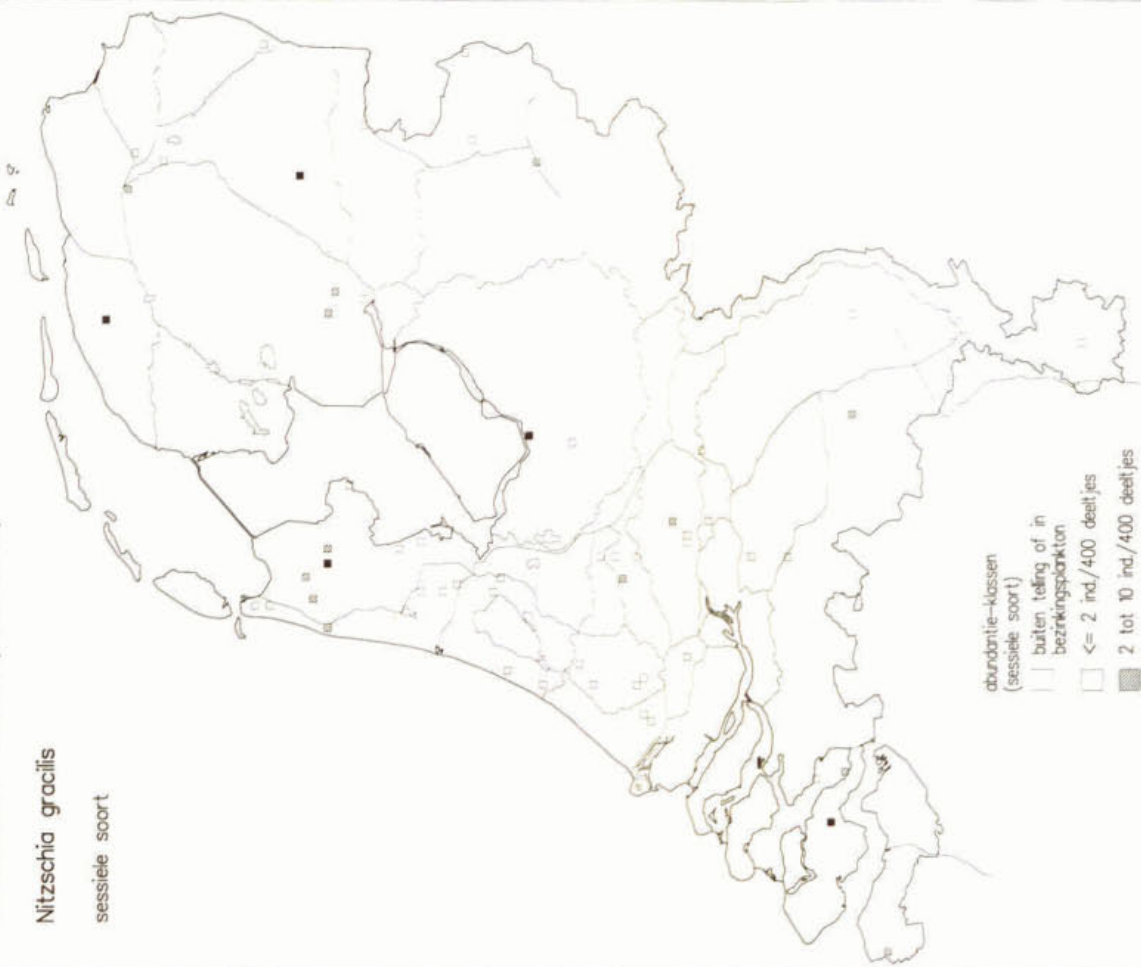 Nitzschia gracilis
sessiele soort
abundantie-klassen
(sessiele soort)
buiten telling of in
bezinkingsplankton
<= 2 ind./400 deeltjes
2 tot 10 ind./400 deeltjes